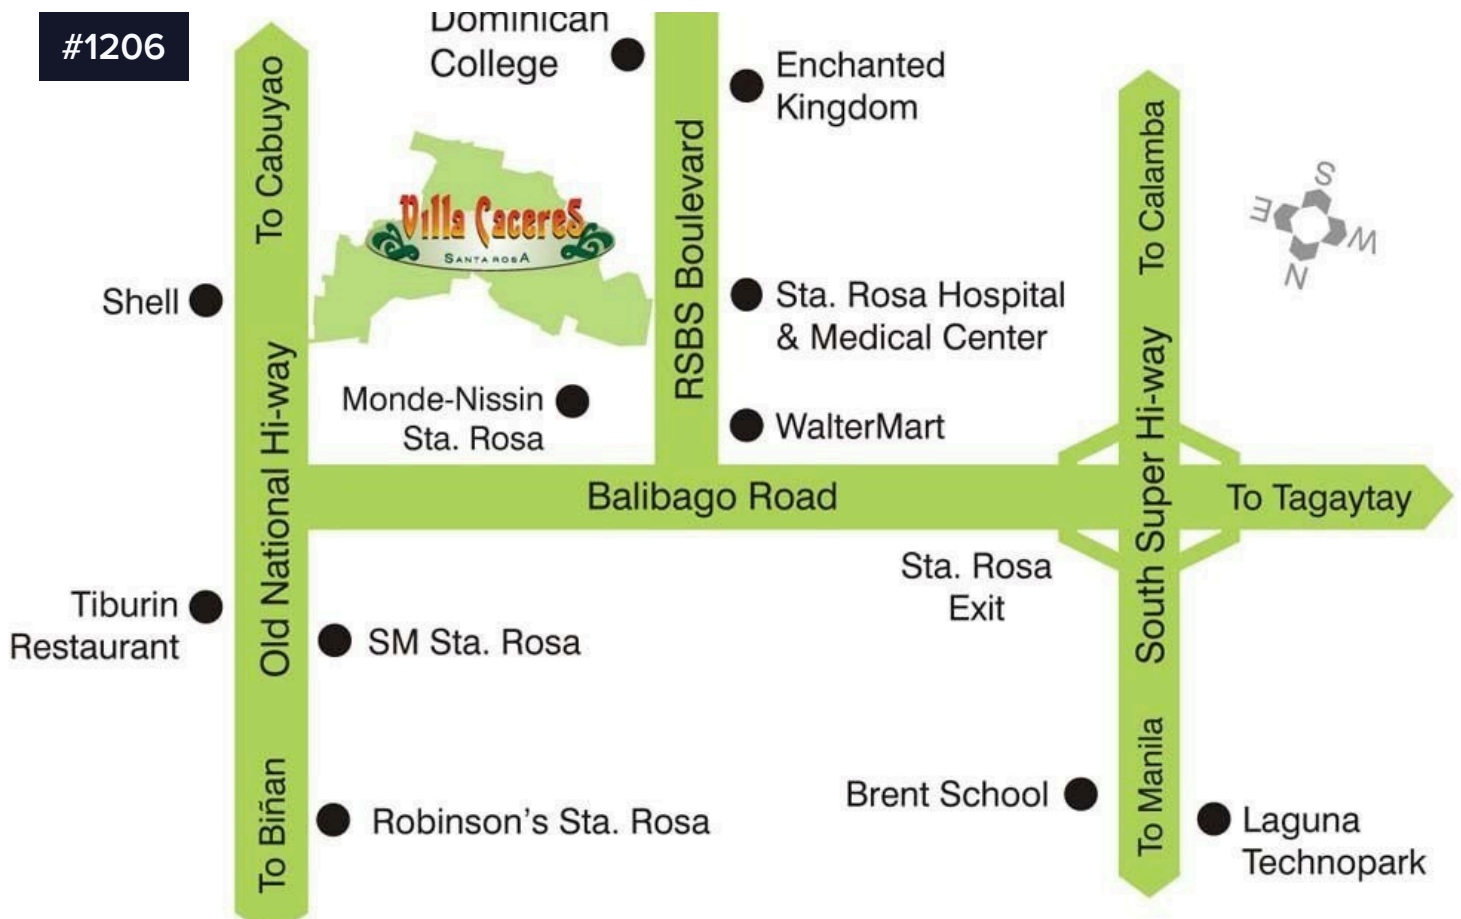 #1206
Dominican
College
Enchanted
Kingdom
To Cabuyao
To Calamba
RSBS Boulevard
S
E
W
N
Villa Caceres
SANTA ROSA
Shell
Sta. Rosa Hospital
& Medical Center
Monde-Nissin
Sta. Rosa
WalterMart
Old National Hi-way
South Super Hi-way
Balibago Road
To Tagaytay
Sta. Rosa
Exit
Tiburin
Restaurant
SM Sta. Rosa
To Biñan
Robinson's Sta. Rosa
Brent School
To Manila
Laguna
Technopark